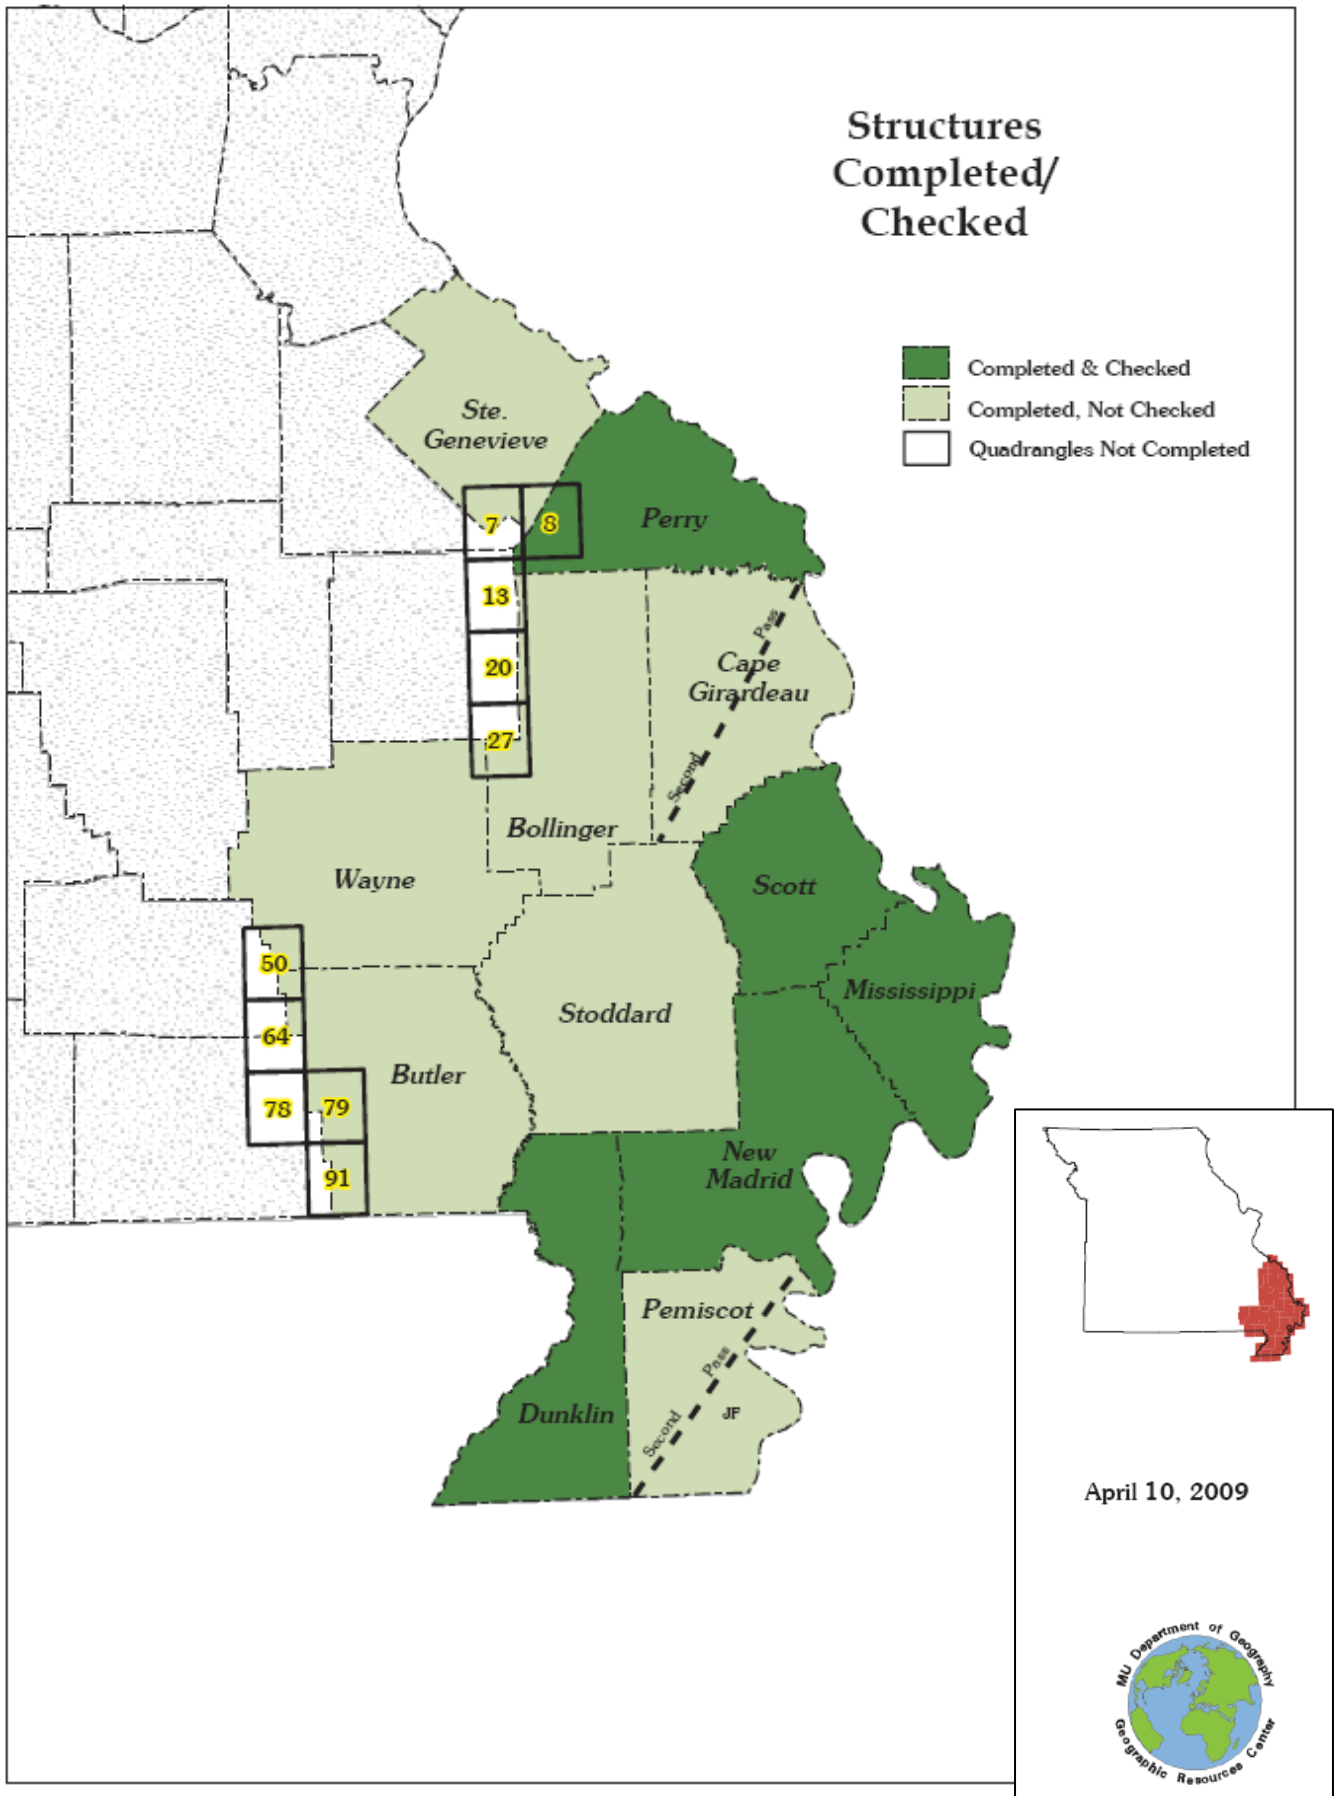 Structures
Completed/
Checked
Completed & Checked
Completed, Not Checked
Quadrangles Not Completed
Ste.
Genevieve
7
8
Perry
13
Pass
20
Cape
Girardeau
27
Second
Bollinger
Wayne
Scott
50
Mississippi
Stoddard
64
Butler
78
79
New
Madrid
91
Pemiscot
Pass
Dunklin
JF
Second
April 10, 2009
MU Department of Geography
Geographic Resources Center